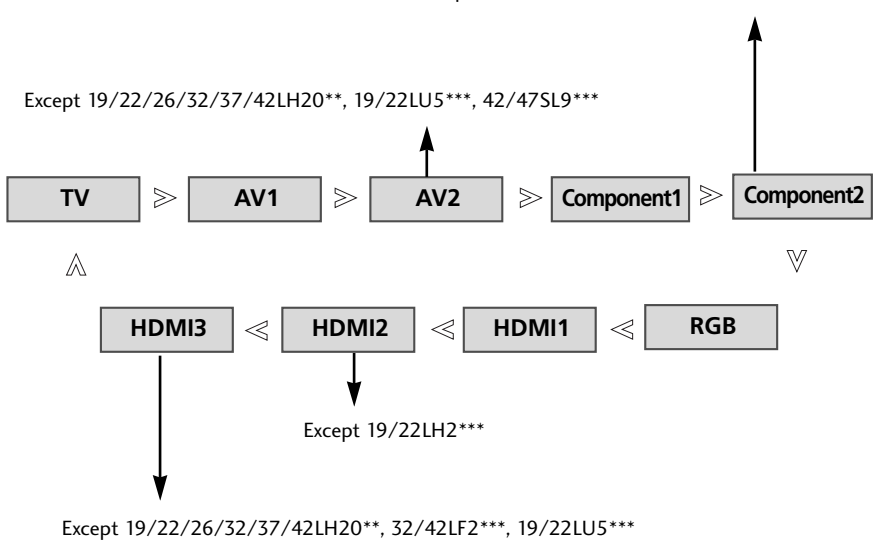 Except 19/22/26/32/37/42LH20**, 19/22LU5***, 42/47SL9***
TV AV1 AV2 Component1 Component2
HDMI3 HDMI2 HDMI1 RGB
Except 19/22LH2***
Except 19/22/26/32/37/42LH20**, 32/42LF2***, 19/22LU5***